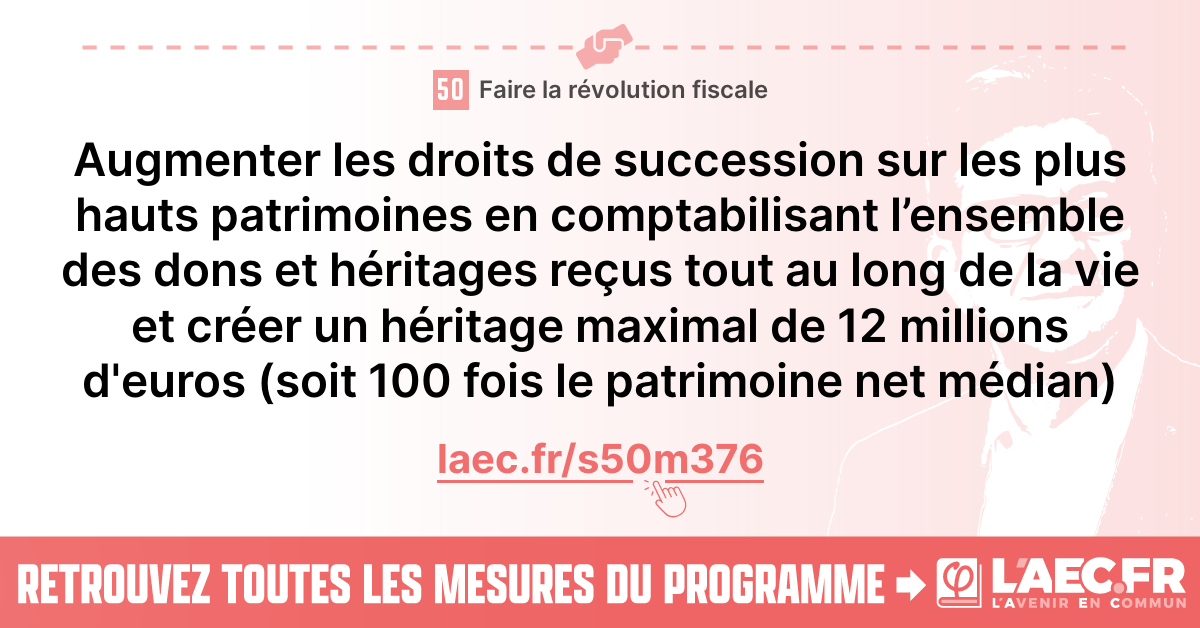 50 Faire la révolution fiscale
Augmenter les droits de succession sur les plus
hauts patrimoines en comptabilisant l’ensemble
des dons et héritages reçus tout au long de la vie
et créer un héritage maximal de 12 millions
d'euros (soit 100 fois le patrimoine net médian)
laec.fr/s50m376
RETROUVEZ TOUTES LES MESURES DU PROGRAMME
φ L'AEC.FR
L'AVENIR EN COMMUN